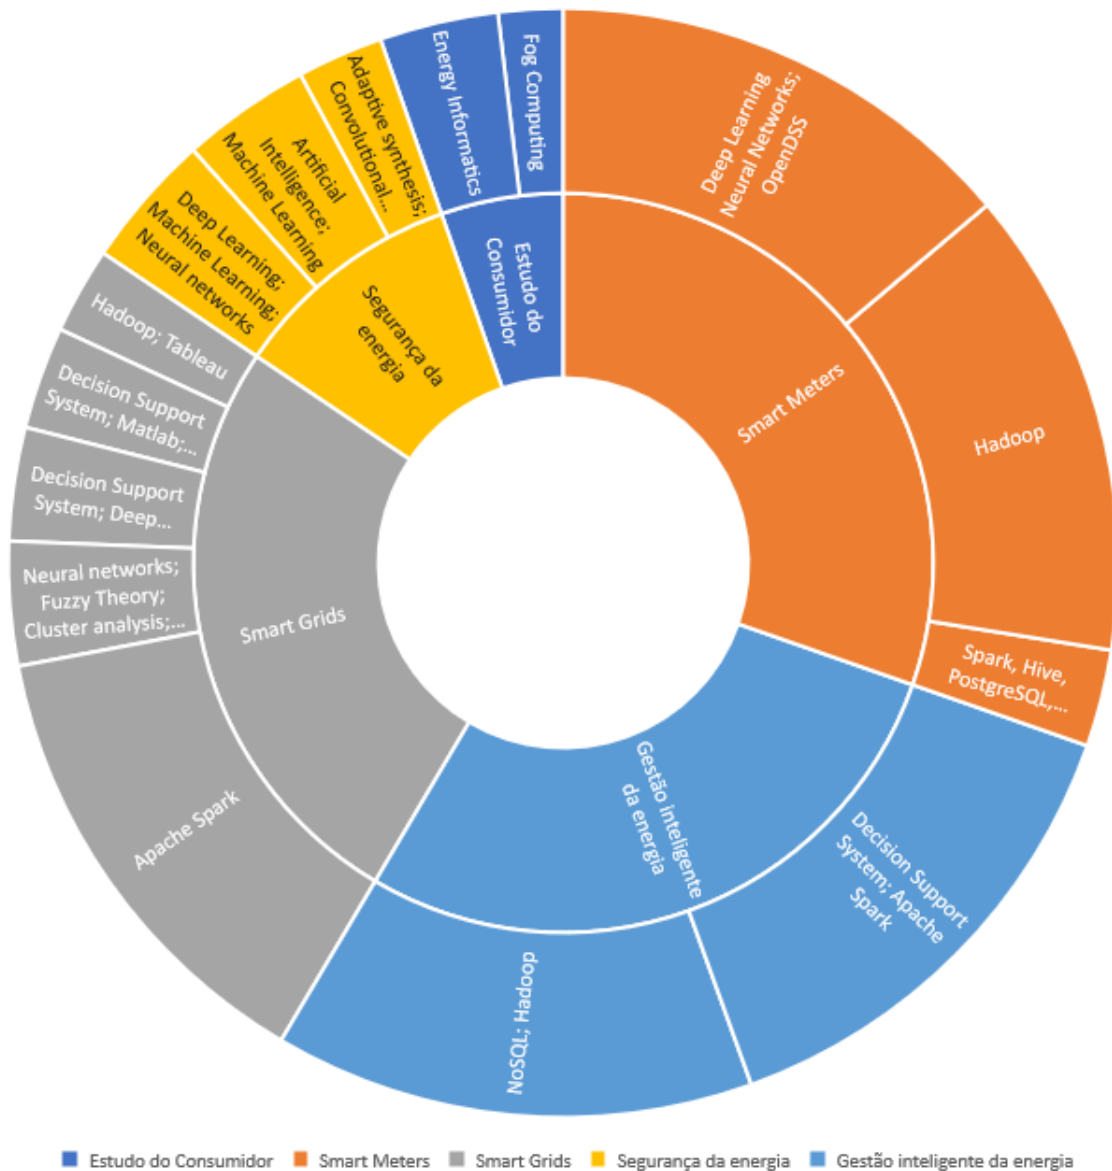 Fog Computing
Energy Informatics
Adaptive synthesis;
Convolutional...
Artificial
Intelligence;
Machine Learning
Deep Learning;
Machine Learning;
Neural networks
Hadoop; Tableau
Decision Support
System; Matlab;...
Decision Support
System; Deep...
Neural networks;
Fuzzy Theory;
Cluster analysis;...
Apache Spark
NoSQL; Hadoop
Decision Support
System; Apache
Spark
Spark, Hive,
PostgreSQL,...
Hadoop
Deep Learning
Neural Networks;
OpenDSS
Estudo do
Consumidor
Segurança da
energia
Smart Grids
Gestão inteligente
da energia
Smart Meters
Estudo do Consumidor Smart Meters Smart Grids Segurança da energia Gestão inteligente da energia